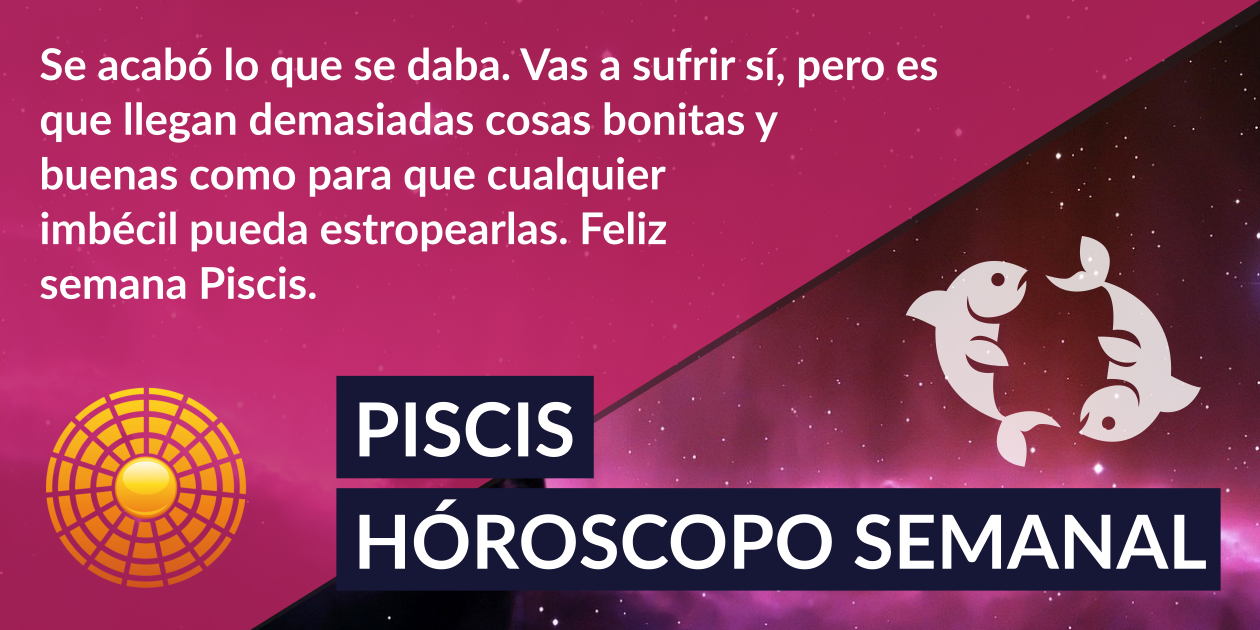 Se acabó lo que se daba. Vas a sufrir sí, pero es
que llegan demasiadas cosas bonitas y
buenas como para que cualquier
imbécil pueda estropearlas. Feliz
semana Piscis.
PISCIS
HÓROSCOPO SEMANAL